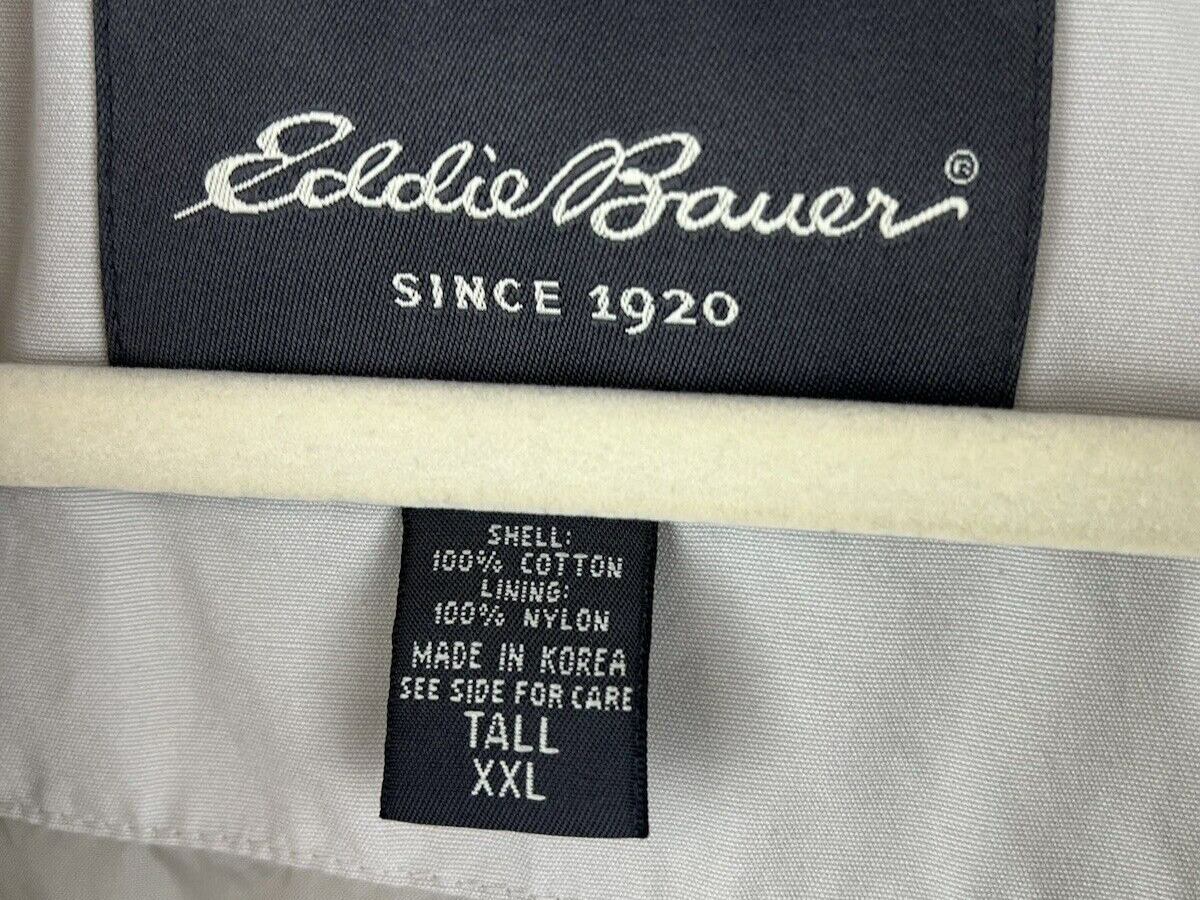 Eddie Bauer ®
SINCE 1920
SHELL:
100% COTTON
LINING:
100% NYLON
MADE IN KOREA
SEE SIDE FOR CARE
TALL
XXL